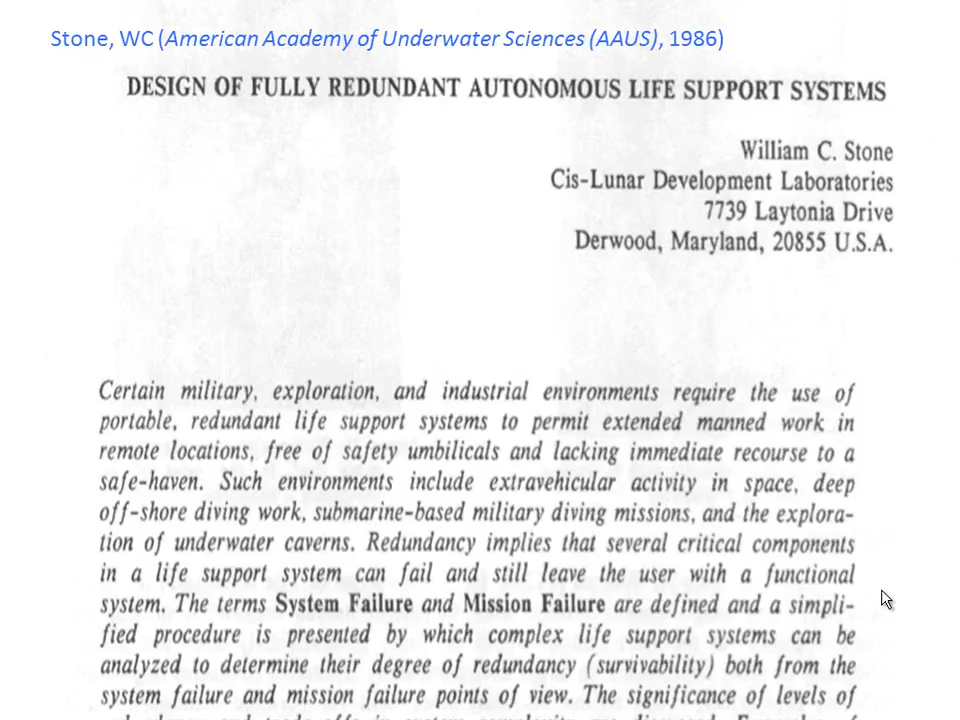 Stone, WC (American Academy of Underwater Sciences (AAUS), 1986)
DESIGN OF FULLY REDUNDANT AUTONOMOUS LIFE SUPPORT SYSTEMS
William C. Stone
Cis-Lunar Development Laboratories
7739 Laytonia Drive
Derwood, Maryland, 20855 U.S.A.
Certain military, exploration, and industrial environments require the use of
portable, redundant life support systems to permit extended manned work in
remote locations, free of safety umbilicals and lacking immediate recourse to a
safe-haven. Such environments include extravehicular activity in space, deep
off-shore diving work, submarine-based military diving missions, and the explora-
tion of underwater caverns. Redundancy implies that several critical components
in a life support system can fail and still leave the user with a functional
system. The terms System Failure and Mission Failure are defined and a simpli-
fied procedure is presented by which complex life support systems can be
analyzed to determine their degree of redundancy (survivability) both from the
system failure and mission failure points of view. The significance of levels of